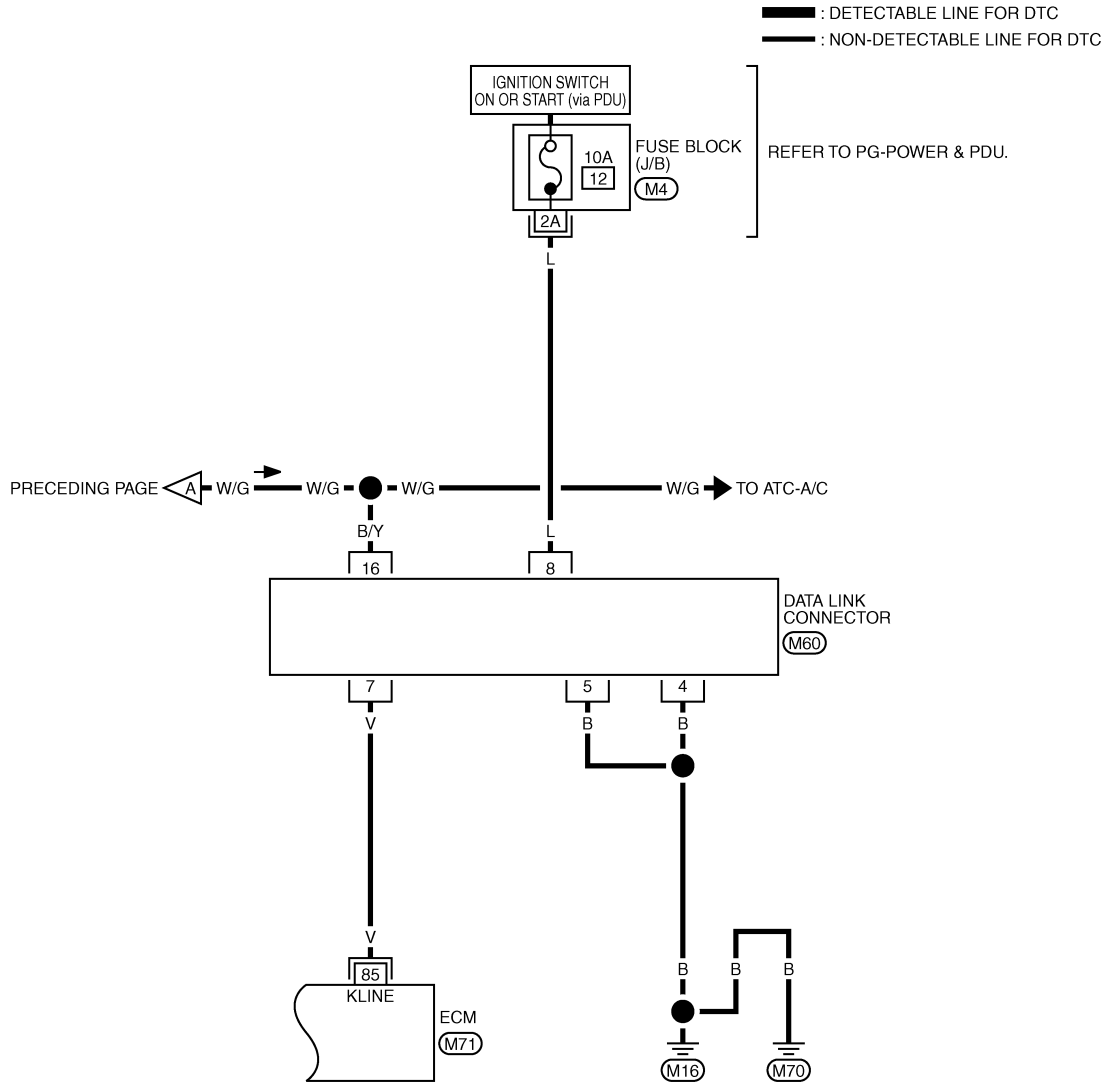 : DETECTABLE LINE FOR DTC
: NON-DETECTABLE LINE FOR DTC
IGNITION SWITCH
ON OR START (via PDU)
FUSE BLOCK
(J/B)
M4
10A
12
REFER TO PG-POWER & PDU.
2A
L
PRECEDING PAGE
A
W/G
W/G
W/G
W/G
TO ATC-A/C
B/Y
L
16
8
DATA LINK
CONNECTOR
M60
7
5
4
V
B
B
V
B
B
B
85
KLINE
ECM
M71
M16
M70